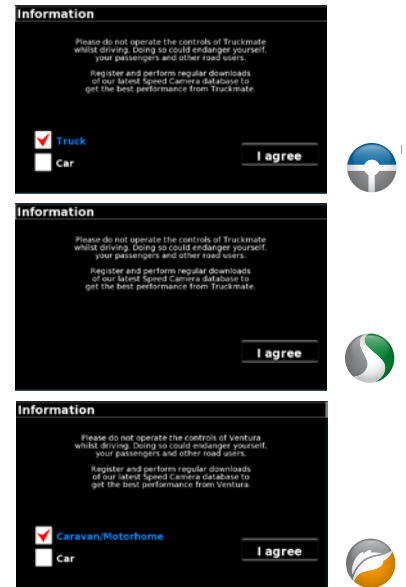 Information
Please do not operate the controls of Truckmate
whilst driving. Doing so could endanger yourself,
your passengers and other road users.
Register and perform regular downloads
of our latest Speed Camera database to
get the best performance from Truckmate.
Truck
Car
I agree
Information
Please do not operate the controls of Truckmate
whilst driving. Doing so could endanger yourself,
your passengers and other road users.
Register and perform regular downloads
of our latest Speed Camera database to
get the best performance from Truckmate.
I agree
Information
Please do not operate the controls of Ventura
whilst driving. Doing so could endanger yourself,
your passengers and other road users.
Register and perform regular downloads
of our latest Speed Camera database to
get the best performance from Ventura.
Caravan/Motorhome
Car
I agree